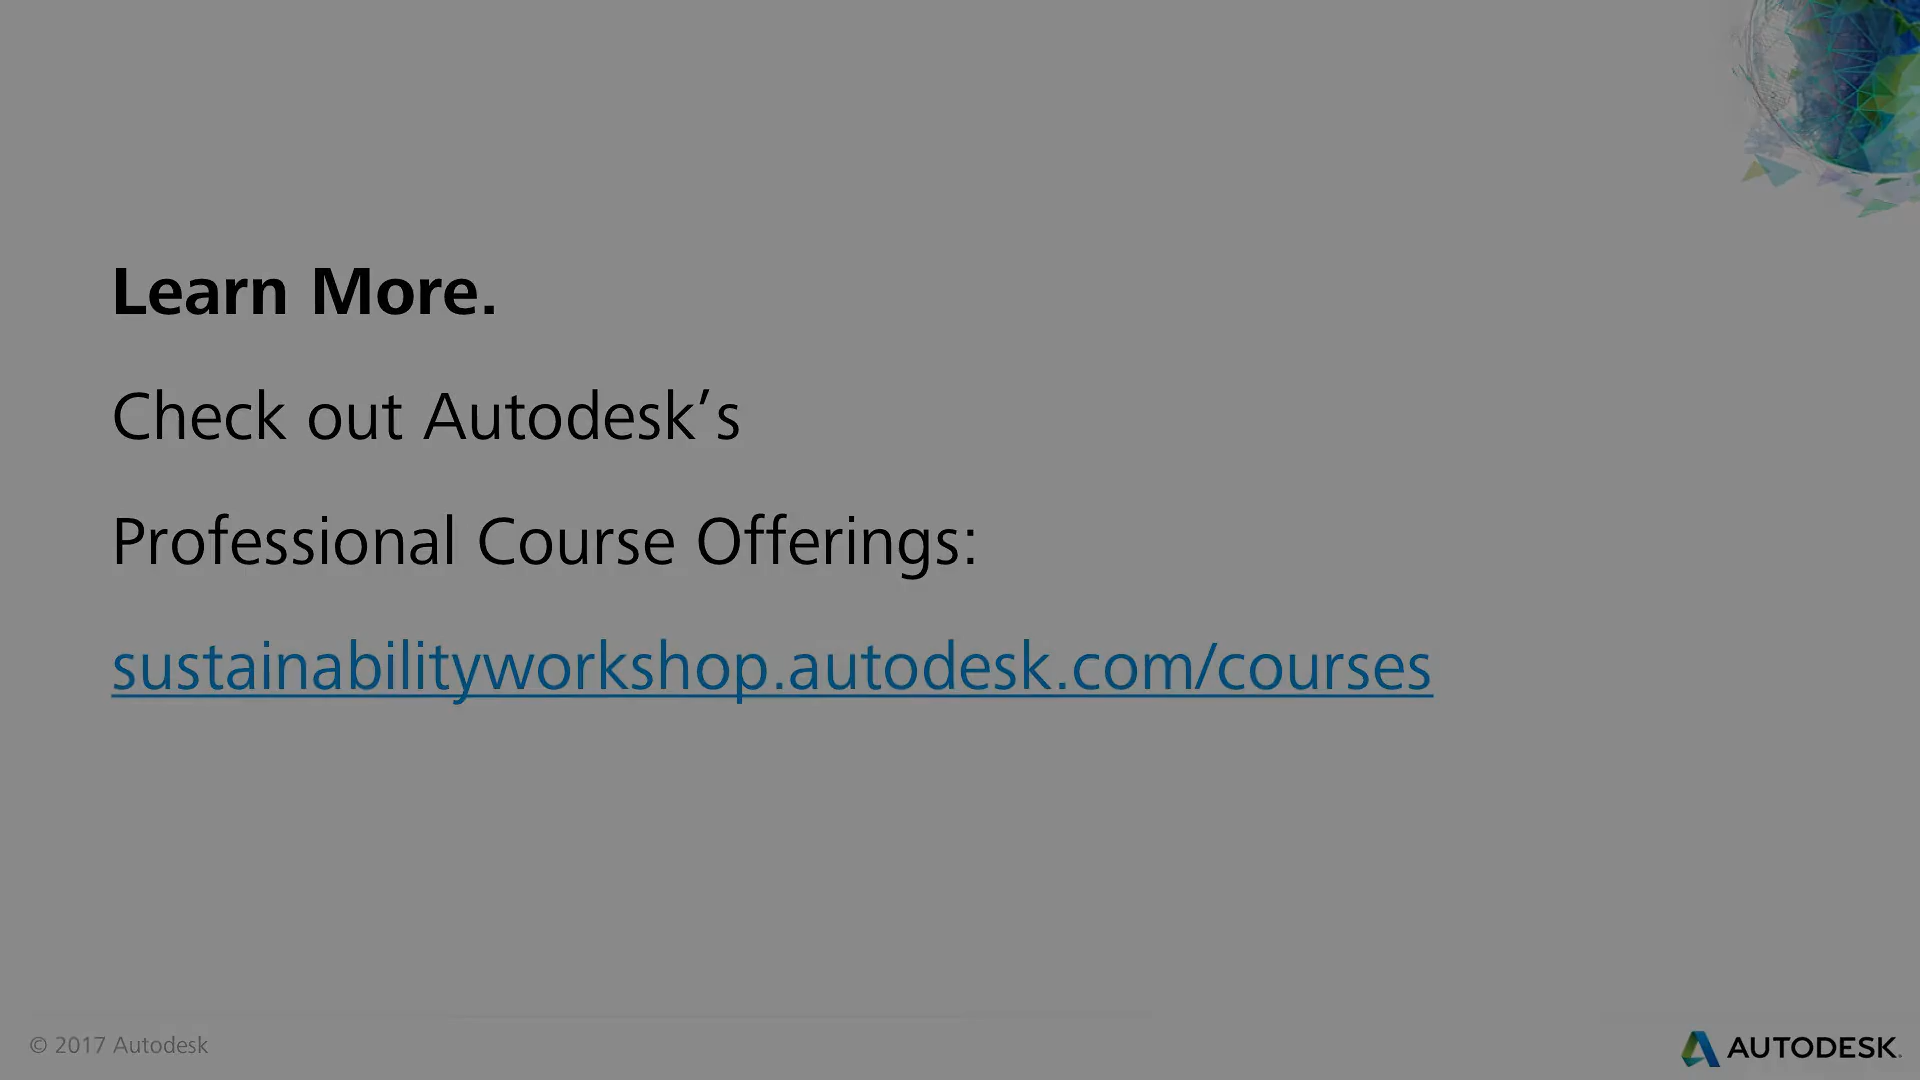 Learn More.
Check out Autodesk’s
Professional Course Offerings:
sustainabilityworkshop.autodesk.com/courses
© 2017 Autodesk
AUTODESK.